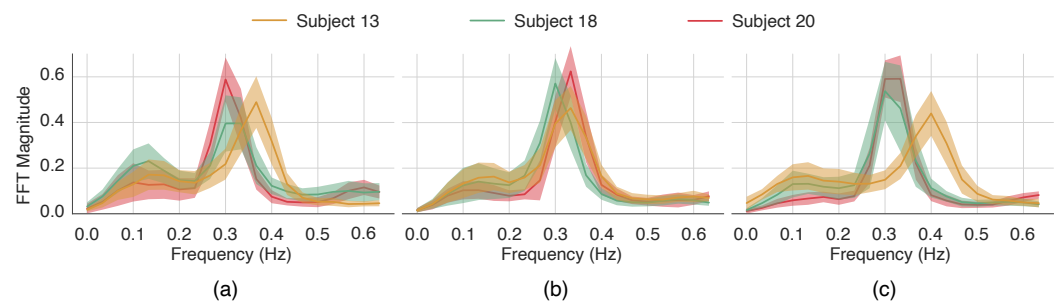 Subject 13 Subject 18 Subject 20
FFT Magnitude
0.6
0.4
0.2
0.0
0.0 0.1 0.2 0.3 0.4 0.5 0.6 0.0 0.1 0.2 0.3 0.4 0.5 0.6 0.0 0.1 0.2 0.3 0.4 0.5 0.6
Frequency (Hz) Frequency (Hz) Frequency (Hz)
(a) (b) (c)